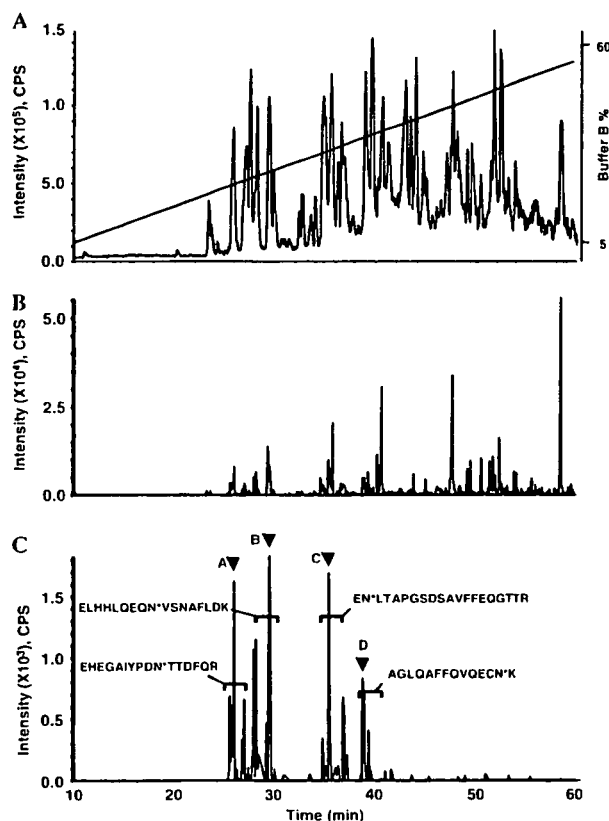 A
1.5
1.0
5.0
0.0
Intensity (X10⁵), CPS
60
5
Buffer B %
B
5.0
2.5
0.0
Intensity (X10⁴), CPS
C
1.5
1.0
0.5
0.0
Intensity (X10³), CPS
A
B
C
D
ELHHLQEQN*VSNAFLDK
EHEGAIYPDN*TTDFQR
EN*LTAPGSDSAVFFEQGTTR
AGLQAFFQVQECN*K
10 20 30 40 50 60
Time (min)